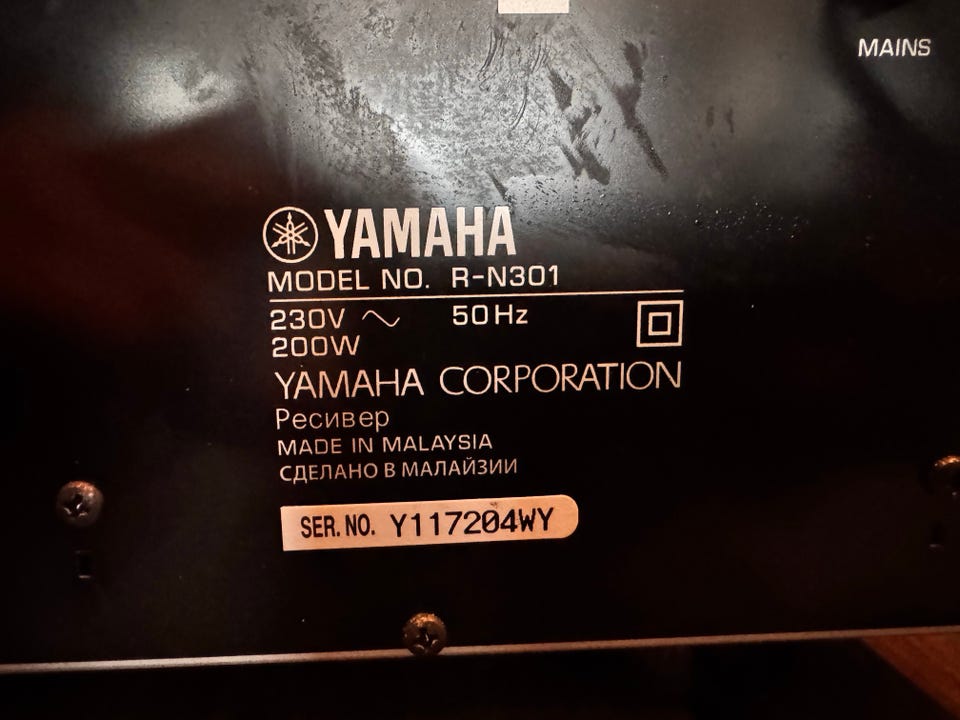 MAINS
YAMAHA
MODEL NO. R-N301
230V ~ 50Hz
200W
YAMAHA CORPORATION
Ресивер
MADE IN MALAYSIA
СДЕЛАНО В МАЛАЙЗИИ
SER. NO. Y117204WY